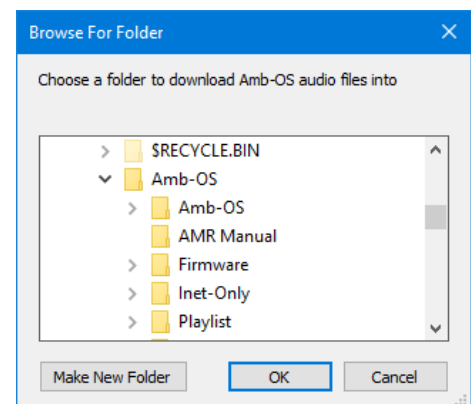 Browse For Folder
Choose a folder to download Amb-OS audio files into
$RECYCLE.BIN
Amb-OS
Amb-OS
AMR Manual
Firmware
Inet-Only
Playlist
Make New Folder
OK
Cancel